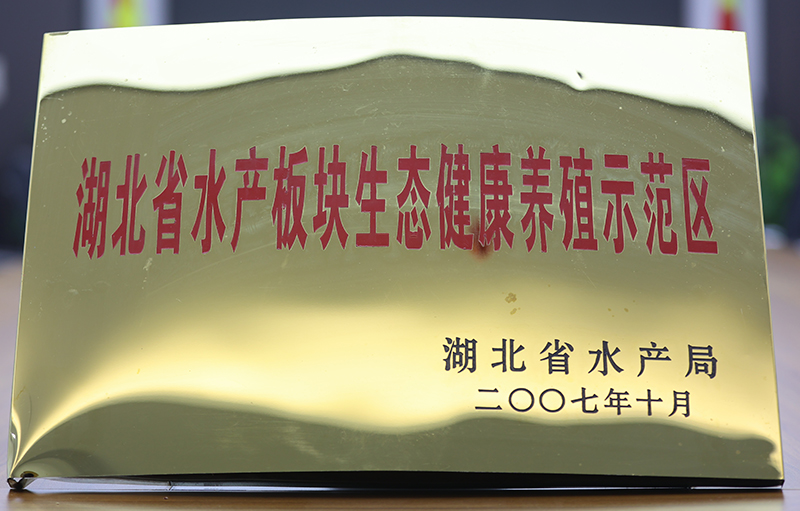 湖北省水产板块生态健康养殖示范区
湖北省水产局
二〇〇七年十月